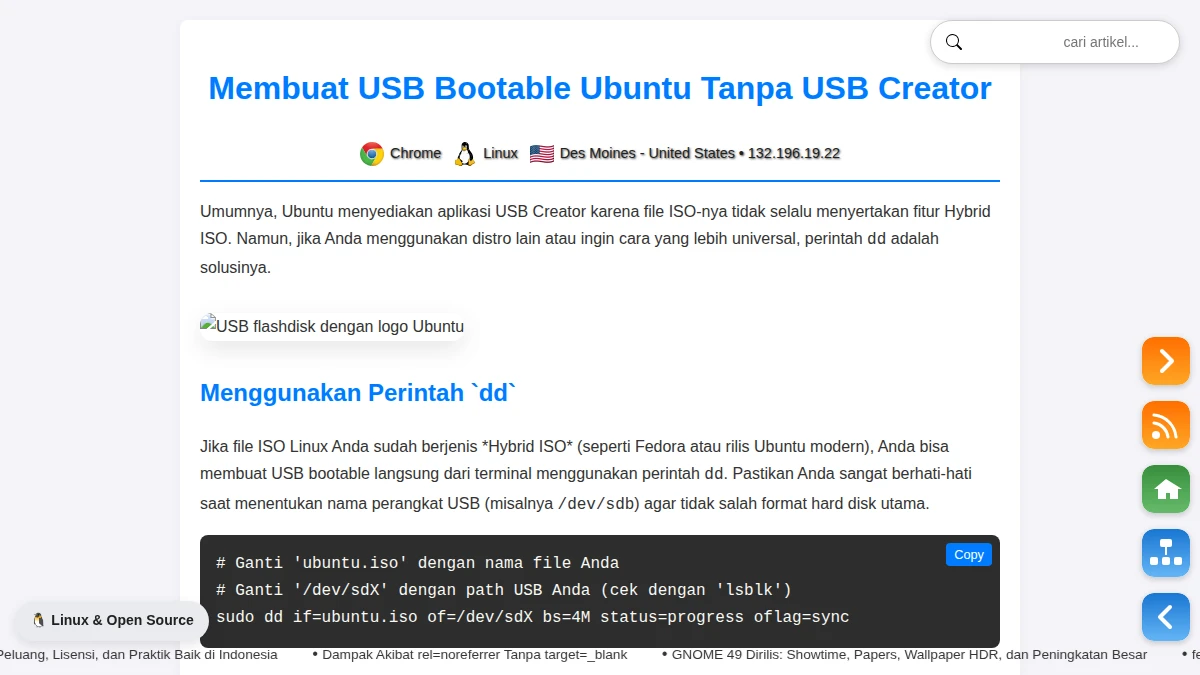 cari artikel...
Membuat USB Bootable Ubuntu Tanpa USB Creator
Chrome Linux Des Moines - United States • 132.196.19.22
Umumnya, Ubuntu menyediakan aplikasi USB Creator karena file ISO-nya tidak selalu menyertakan fitur Hybrid
ISO. Namun, jika Anda menggunakan distro lain atau ingin cara yang lebih universal, perintah dd adalah
solusinya.
USB flashdisk dengan logo Ubuntu
Menggunakan Perintah `dd`
Jika file ISO Linux Anda sudah berjenis *Hybrid ISO* (seperti Fedora atau rilis Ubuntu modern), Anda bisa
membuat USB bootable langsung dari terminal menggunakan perintah dd. Pastikan Anda sangat berhati-hati
saat menentukan nama perangkat USB (misalnya /dev/sdb) agar tidak salah format hard disk utama.
Copy
# Ganti 'ubuntu.iso' dengan nama file Anda
# Ganti '/dev/sdX' dengan path USB Anda (cek dengan 'lsblk')
sudo dd if=ubuntu.iso of=/dev/sdX bs=4M status=progress oflag=sync
Linux & Open Source
Peluang, Lisensi, dan Praktik Baik di Indonesia • Dampak Akibat rel=noreferrer Tanpa target=_blank • GNOME 49 Dirilis: Showtime, Papers, Wallpaper HDR, dan Peningkatan Besar •